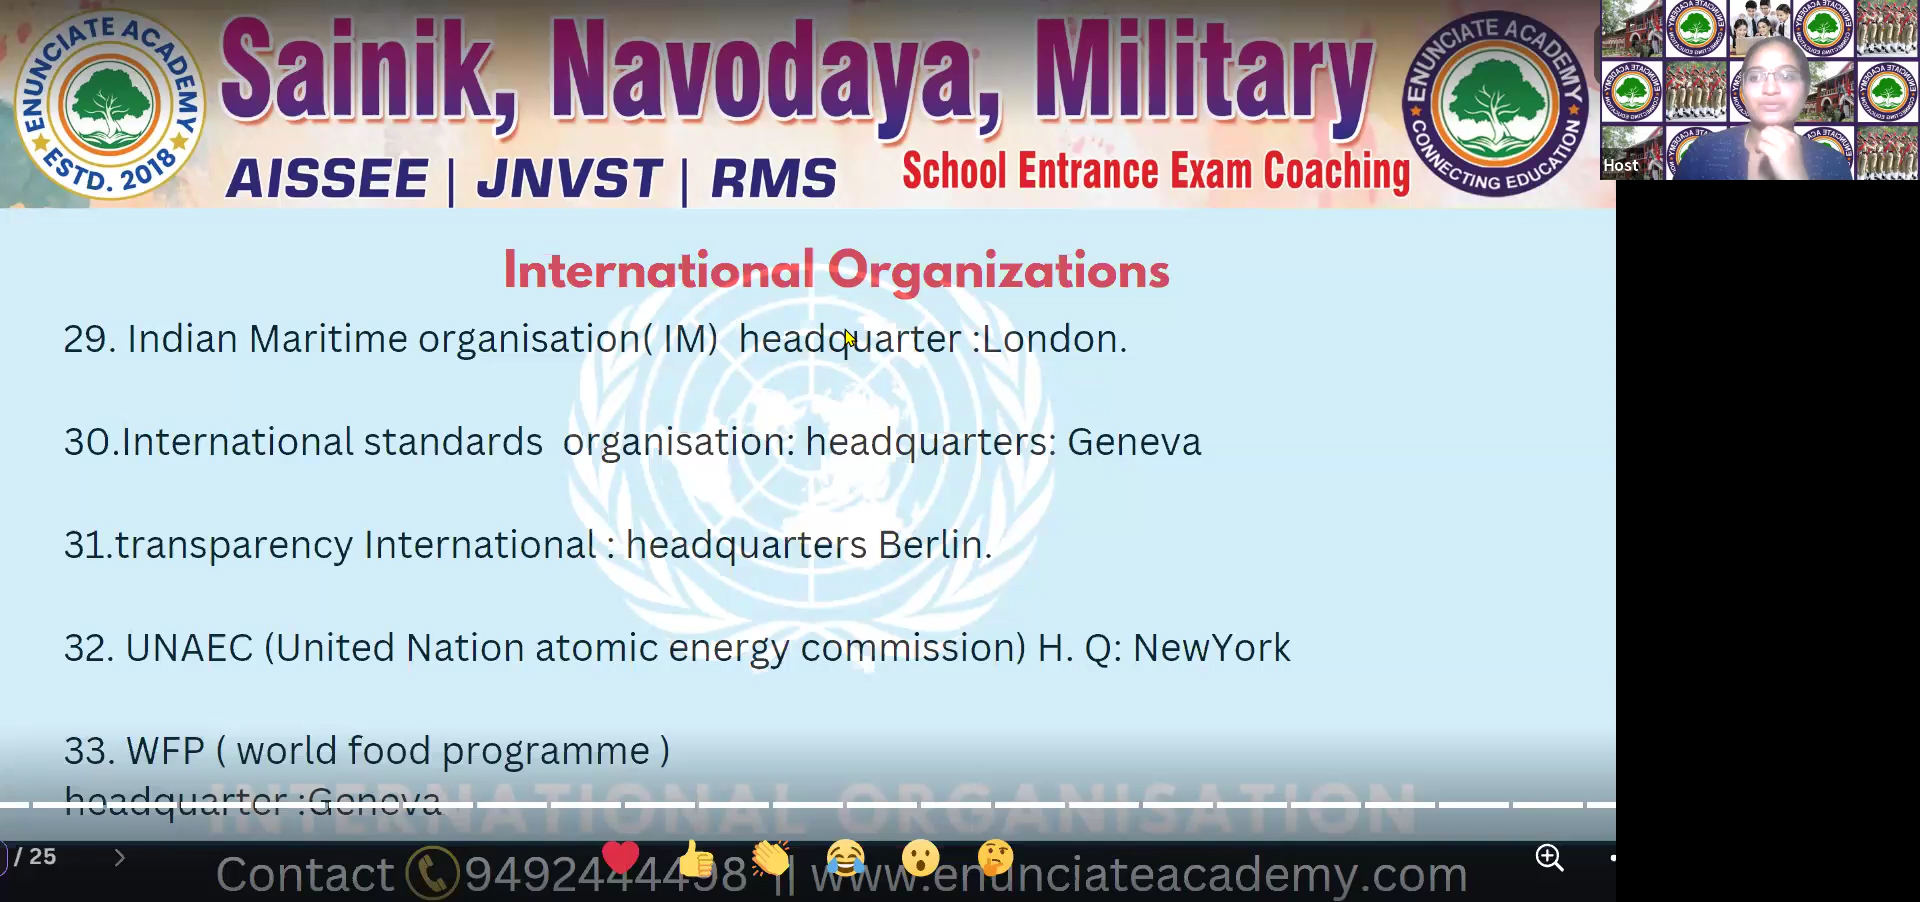 ENUNCIATE ACADEMY
ESTD. 2018
Sainik, Navodaya, Military
AISSEE | JNVST | RMS
School Entrance Exam Coaching
ENUNCIATE ACADEMY
CONNECTING EDUCATION
Host
International Organizations
29. Indian Maritime organisation( IM)  headquarter :London.
30.International standards  organisation: headquarters: Geneva
31.transparency International : headquarters Berlin.
32. UNAEC (United Nation atomic energy commission) H. Q: NewYork
33. WFP ( world food programme )
headquarter :Geneva
INTERNATIONAL ORGANISATION
/ 25
Contact 9492444498 || www.enunciateacademy.com